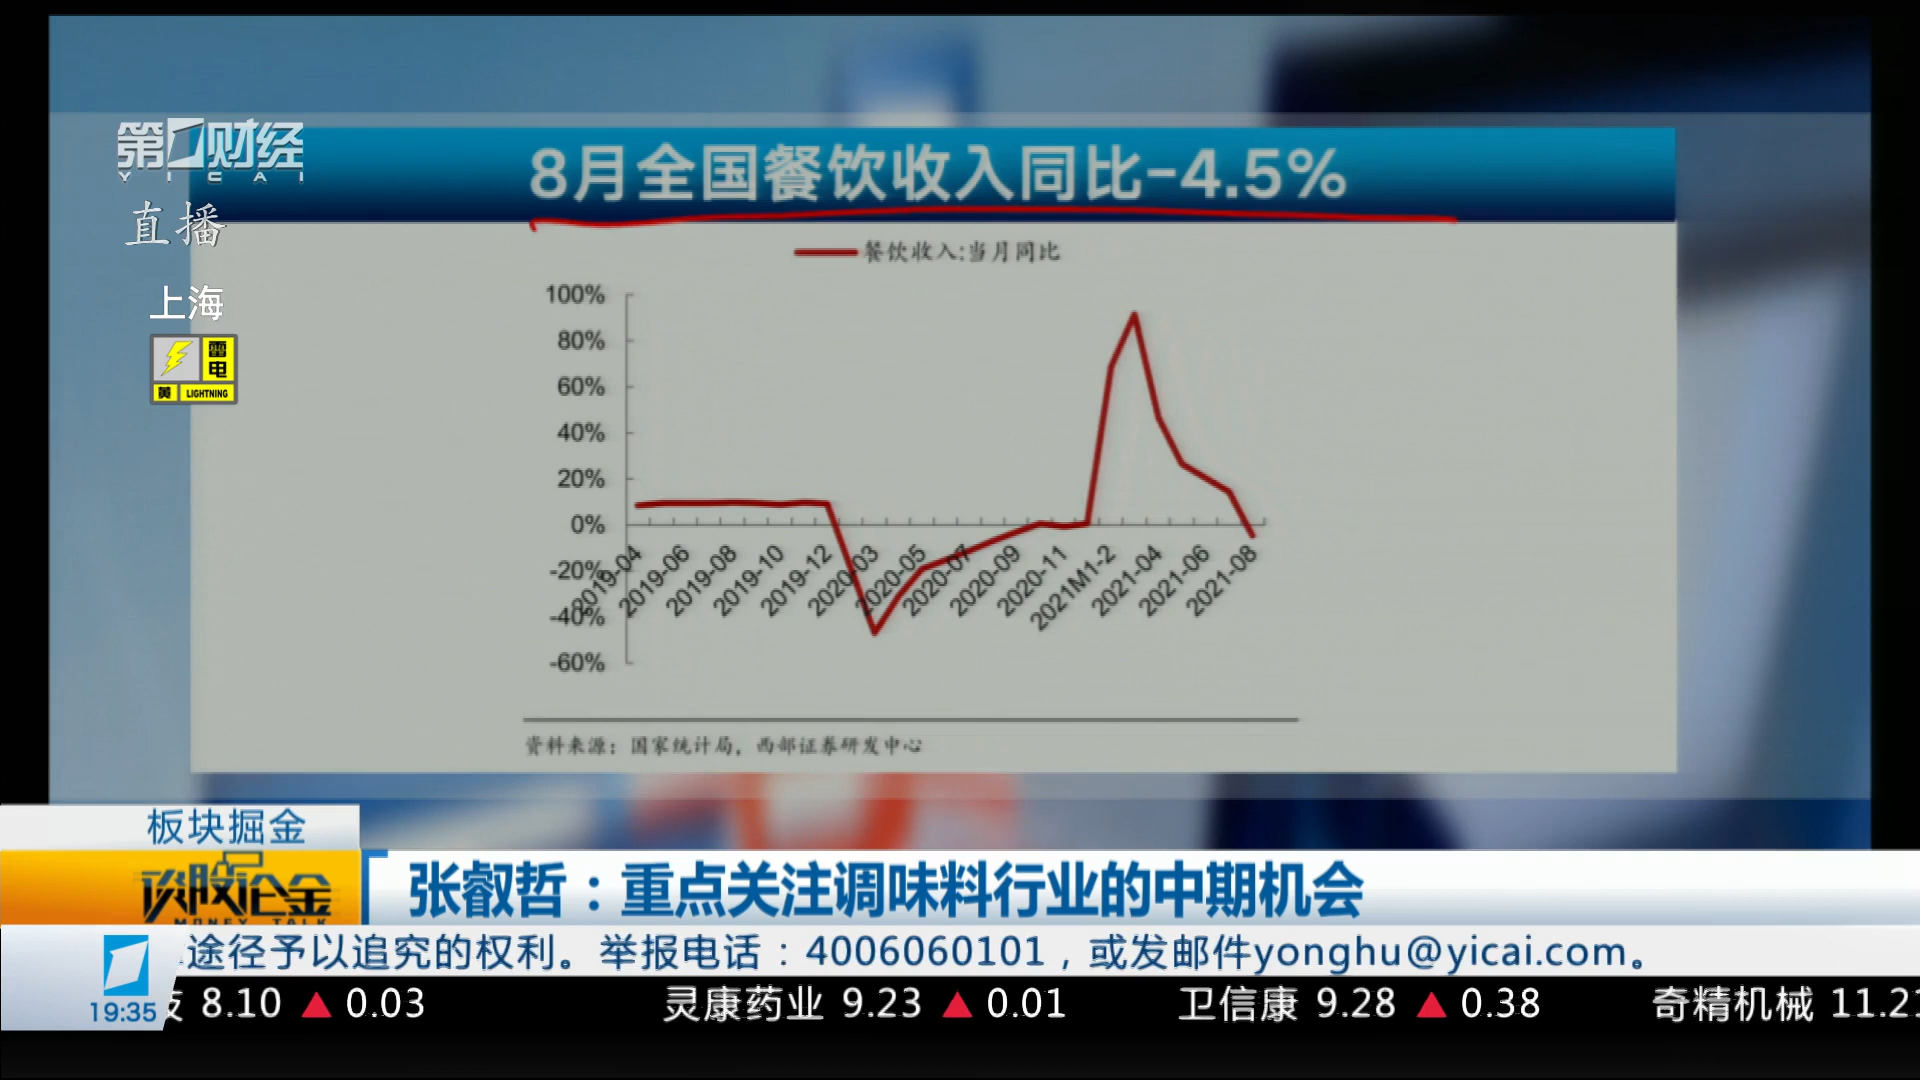 第1财经
YICAI
直播
上海
雷电
黄 LIGHTNING
8月全国餐饮收入同比-4.5%
餐饮收入:当月同比
100%
80%
60%
40%
20%
0%
-20%
-40%
-60%
2019-04
2019-06
2019-08
2019-10
2019-12
2020-03
2020-05
2020-07
2020-09
2020-11
2021M1-2
2021-04
2021-06
2021-08
资料来源：国家统计局，西部证券研发中心
板块掘金
谈股论金
MONEY TALK
张叡哲：重点关注调味料行业的中期机会
途径予以追究的权利。举报电话：4006060101，或发邮件yonghu@yicai.com。
19:35
8.10 ▲ 0.03 灵康药业 9.23 ▲ 0.01 卫信康 9.28 ▲ 0.38 奇精机械 11.21